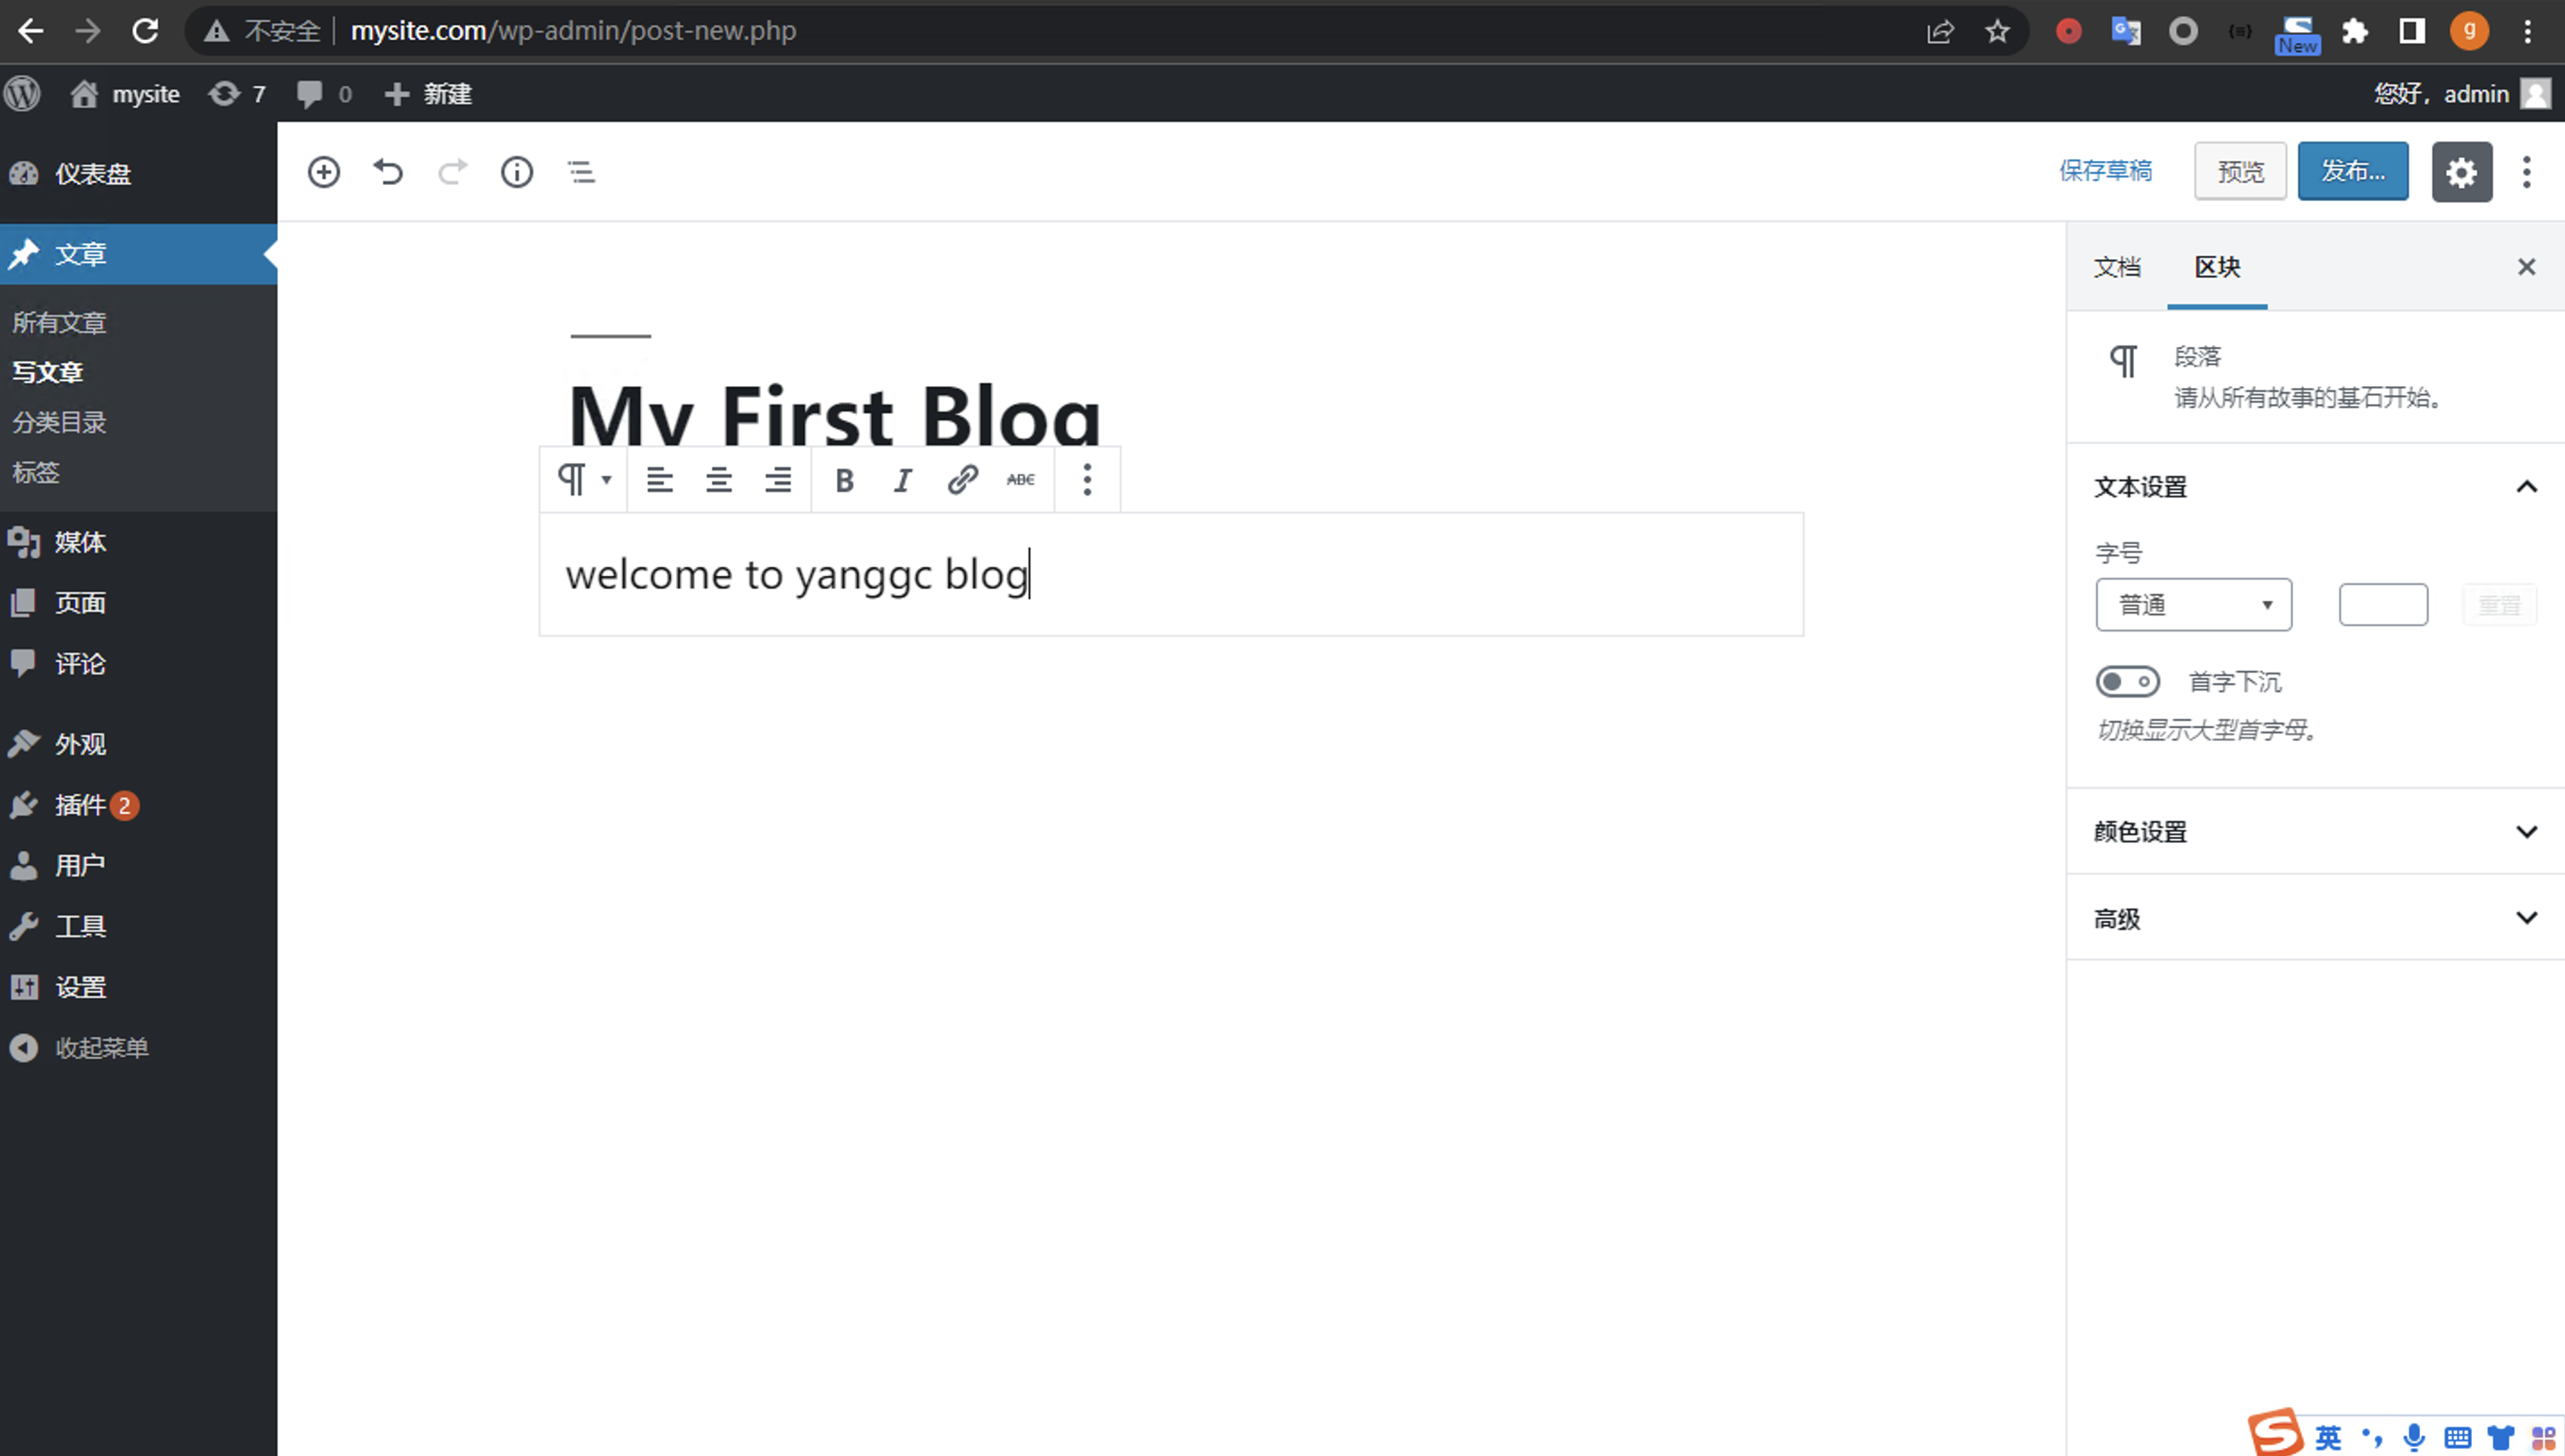 不安全 mysite.com/wp-admin/post-new.php
New
g
mysite 7 0 新建
您好，admin
仪表盘
文章
所有文章
写文章
分类目录
标签
媒体
页面
评论
外观
插件 2
用户
工具
设置
收起菜单
保存草稿 预览 发布...
My First Blog
B I ABC
welcome to yanggc blog
文档 区块
段落
请从所有故事的基石开始。
文本设置
字号
普通 重置
首字下沉
切换显示大型首字母。
颜色设置
高级
S 英